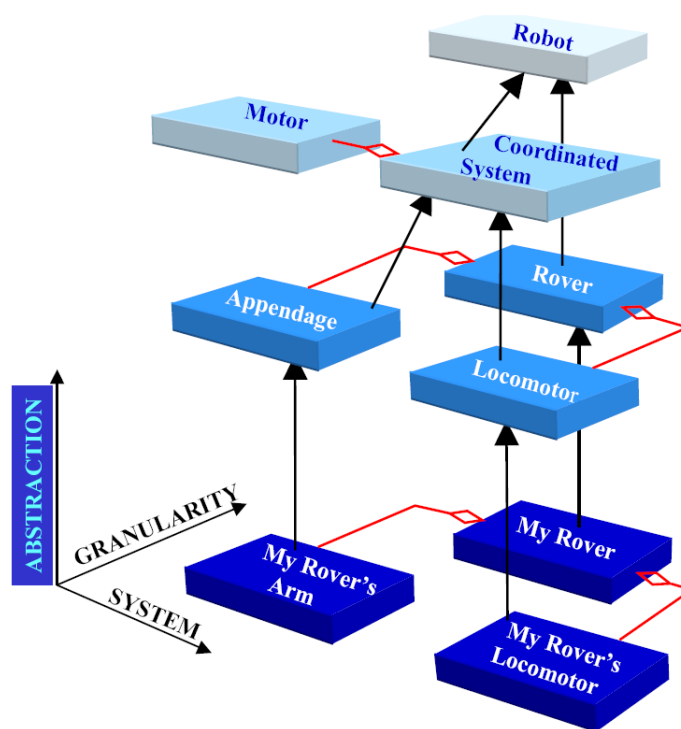 Robot
Motor
Coordinated
System
Rover
Appendage
Locomotor
ABSTRACTION
GRANULARITY
SYSTEM
My Rover
My Rover's
Arm
My Rover's
Locomotor